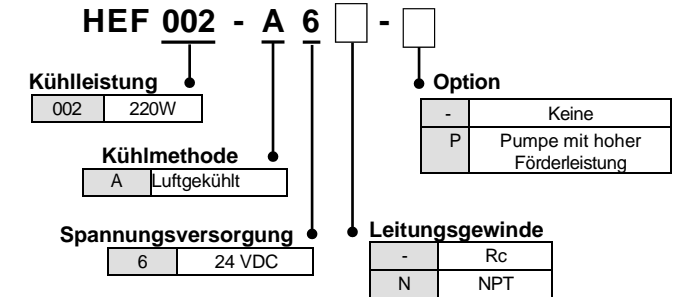 HEF 002 - A 6 -
Kühlleistung
002 220W
Option
- Keine
P Pumpe mit hoher
Förderleistung
Kühlmethode
A Luftgekühlt
Spannungsversorgung
6 24 VDC
Leitungsgewinde
- Rc
N NPT